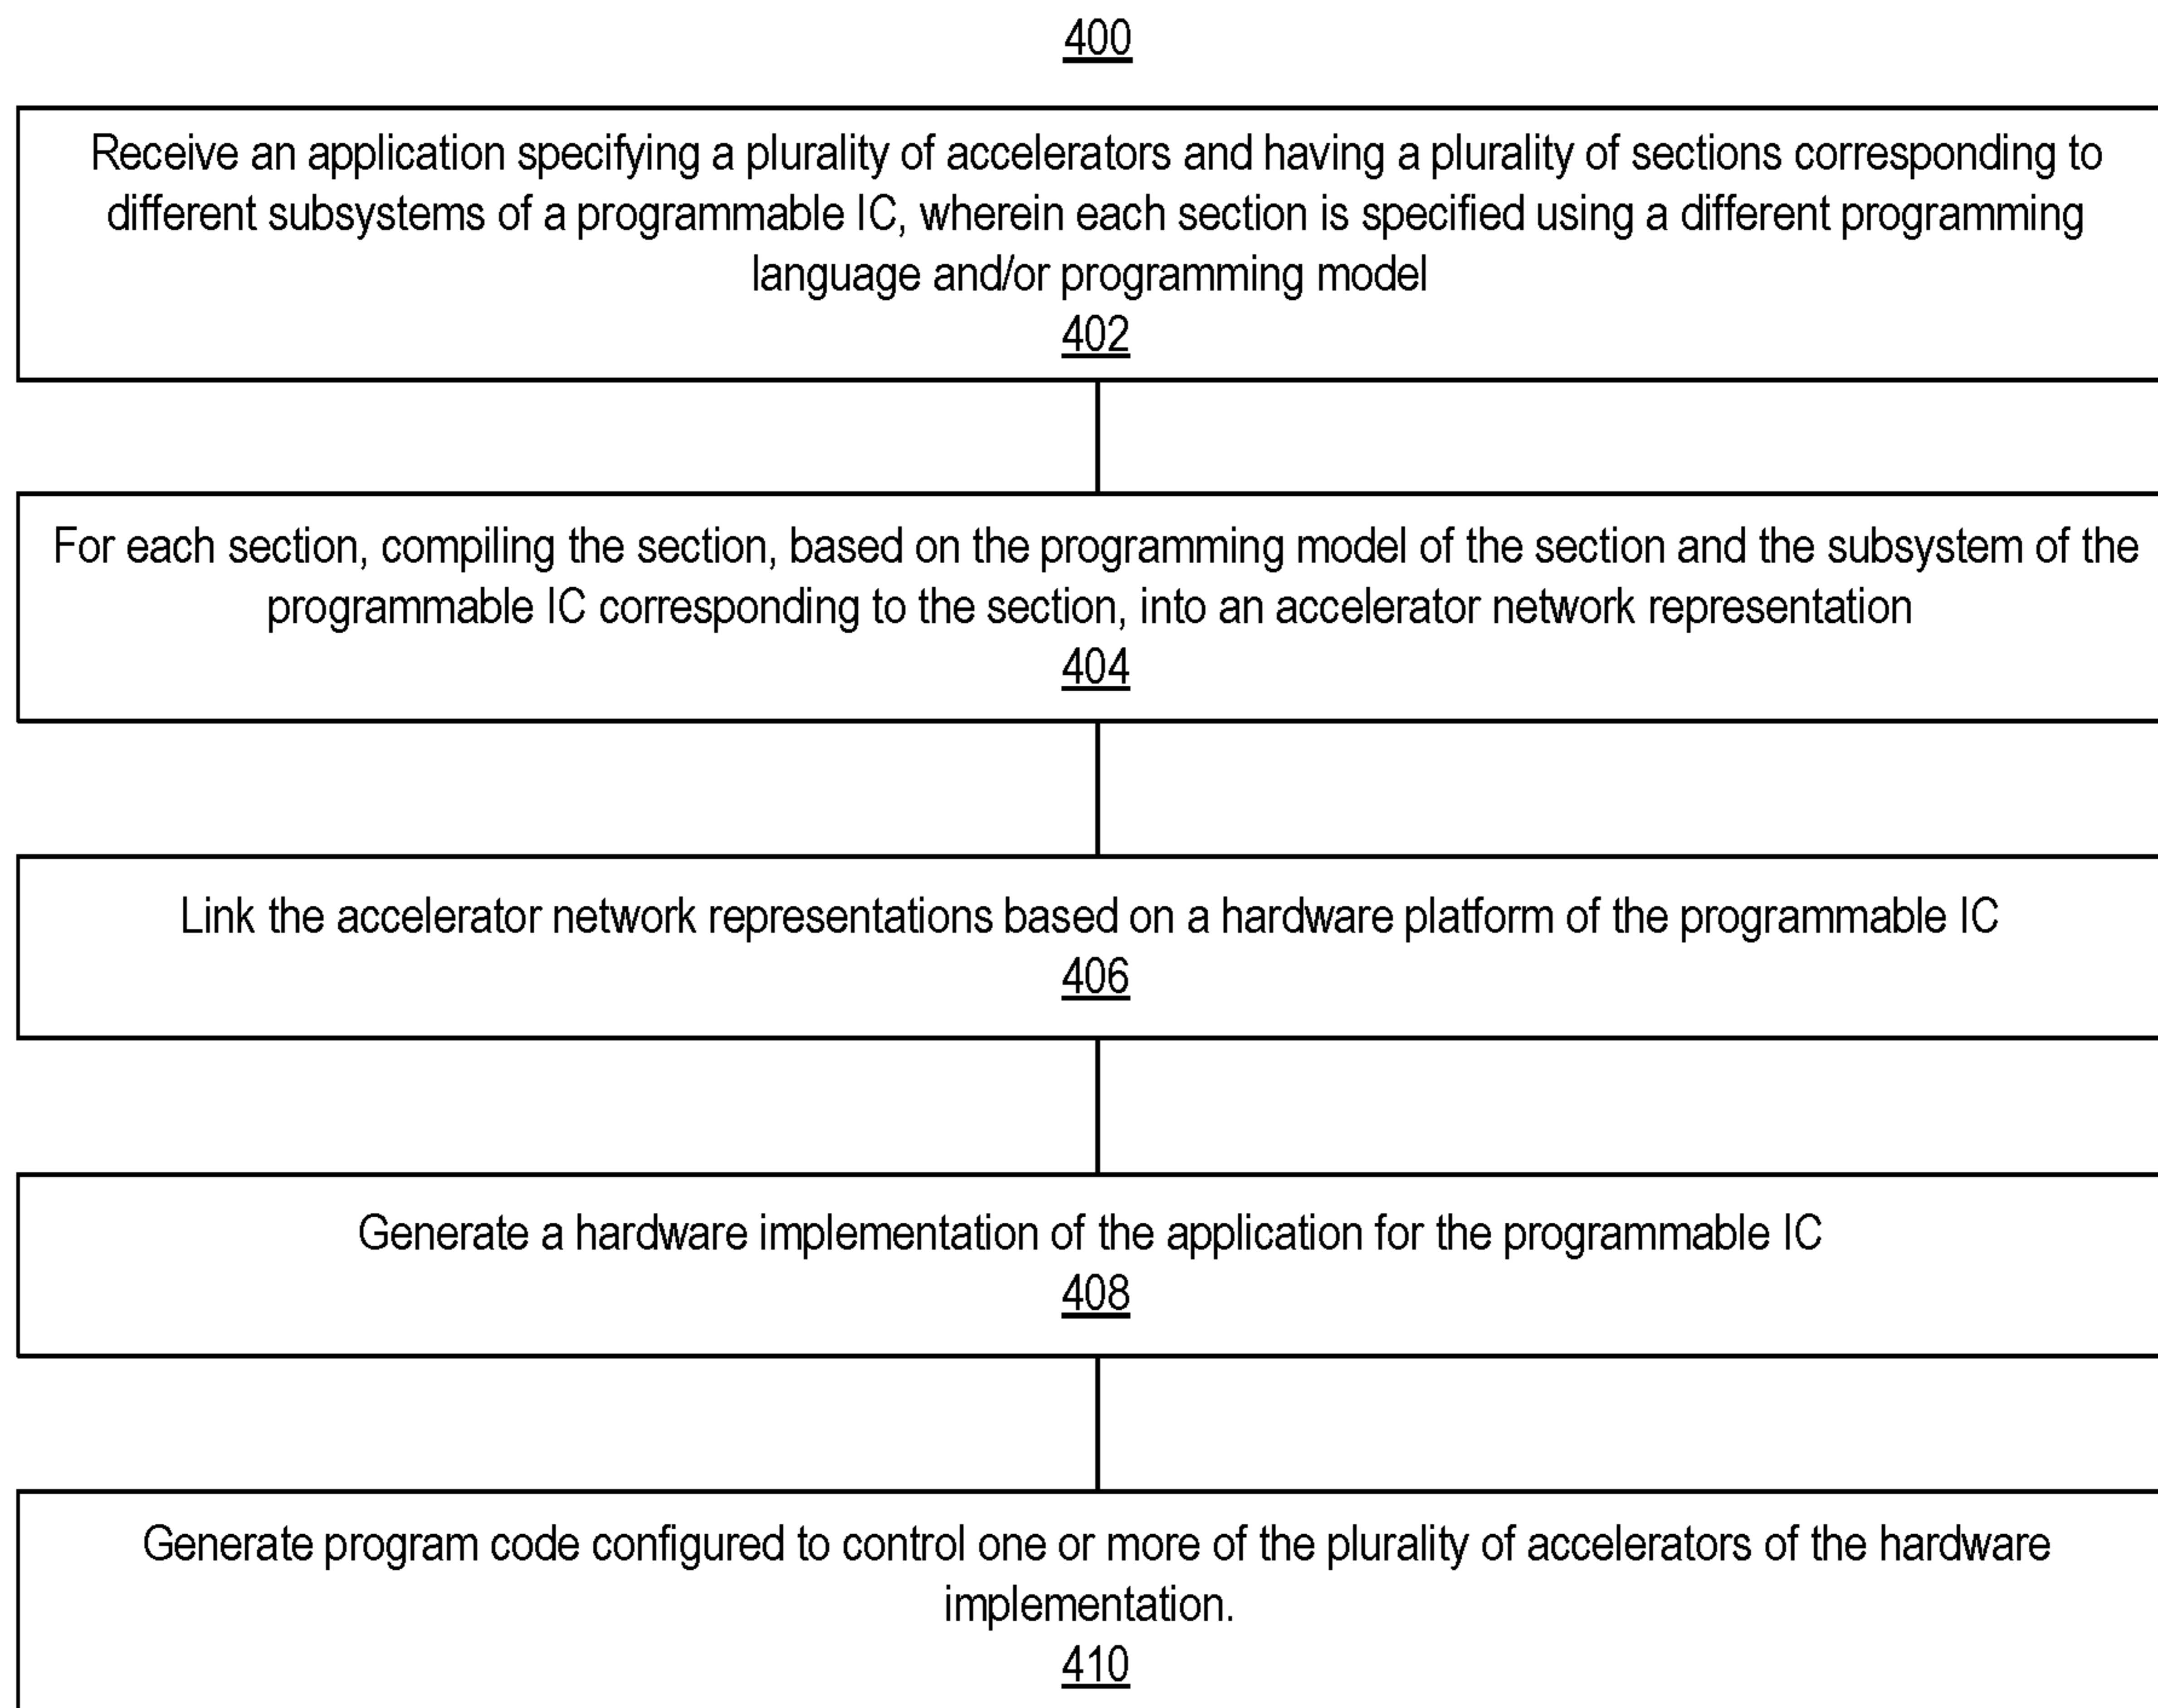 400
Receive an application specifying a plurality of accelerators and having a plurality of sections corresponding to
different subsystems of a programmable IC, wherein each section is specified using a different programming
language and/or programming model
402
For each section, compiling the section, based on the programming model of the section and the subsystem of the
programmable IC corresponding to the section, into an accelerator network representation
404
Link the accelerator network representations based on a hardware platform of the programmable IC
406
Generate a hardware implementation of the application for the programmable IC
408
Generate program code configured to control one or more of the plurality of accelerators of the hardware
implementation.
410